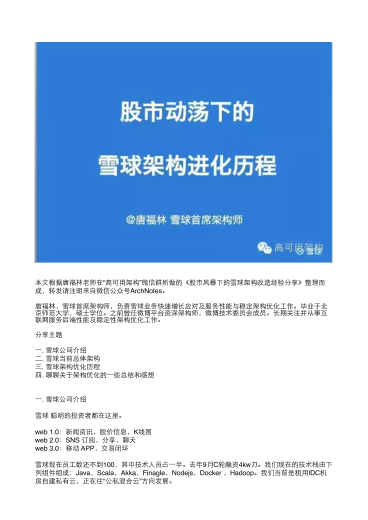 股市动荡下的
雪球架构进化历程
@唐福林 雪球首席架构师
高可用架构
雪球
本文根据唐福林老师在“高可用架构”微信群所做的《股市风暴下的雪球架构改造经验分享》整理而
成，转发请注明来自微信公众号ArchNotes。
唐福林，雪球首席架构师，负责雪球业务快速增长应对及服务性能与稳定架构优化工作。毕业于北
京师范大学，硕士学位。之前曾任微博平台资深架构师，微博技术委员会成员。长期关注并从事互
联网服务后端性能及稳定性架构优化工作。
分享主题
一. 雪球公司介绍
二. 雪球当前总体架构
三. 雪球架构优化历程
四. 聊聊关于架构优化的一些总结和感想
一. 雪球公司介绍
雪球 聪明的投资者都在这里。
web 1.0：新闻资讯，股价信息，K线图
web 2.0：SNS 订阅，分享，聊天
web 3.0：移动 APP，交易闭环
雪球现在员工数还不到100，其中技术人员占一半。去年9月C轮融资4kw刀。我们现在的技术栈由下
列组件组成：Java，Scala，Akka，Finagle，Nodejs，Docker ，Hadoop。我们当前是租用IDC机
房自建私有云，正在往“公私混合云”方向发展。